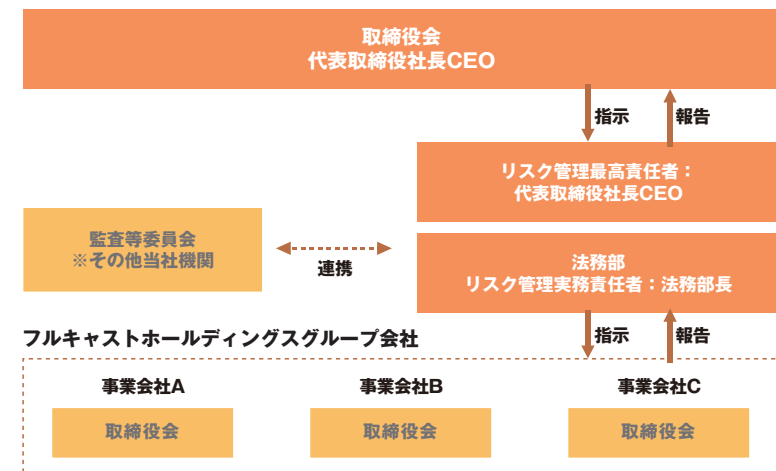 取締役会
代表取締役社長CEO
指示
報告
リスク管理最高責任者：
代表取締役社長CEO
監査等委員会
※その他当社機関
連携
法務部
リスク管理実務責任者：法務部長
指示
報告
フルキャストホールディングスグループ会社
事業会社A
事業会社B
事業会社C
取締役会
取締役会
取締役会